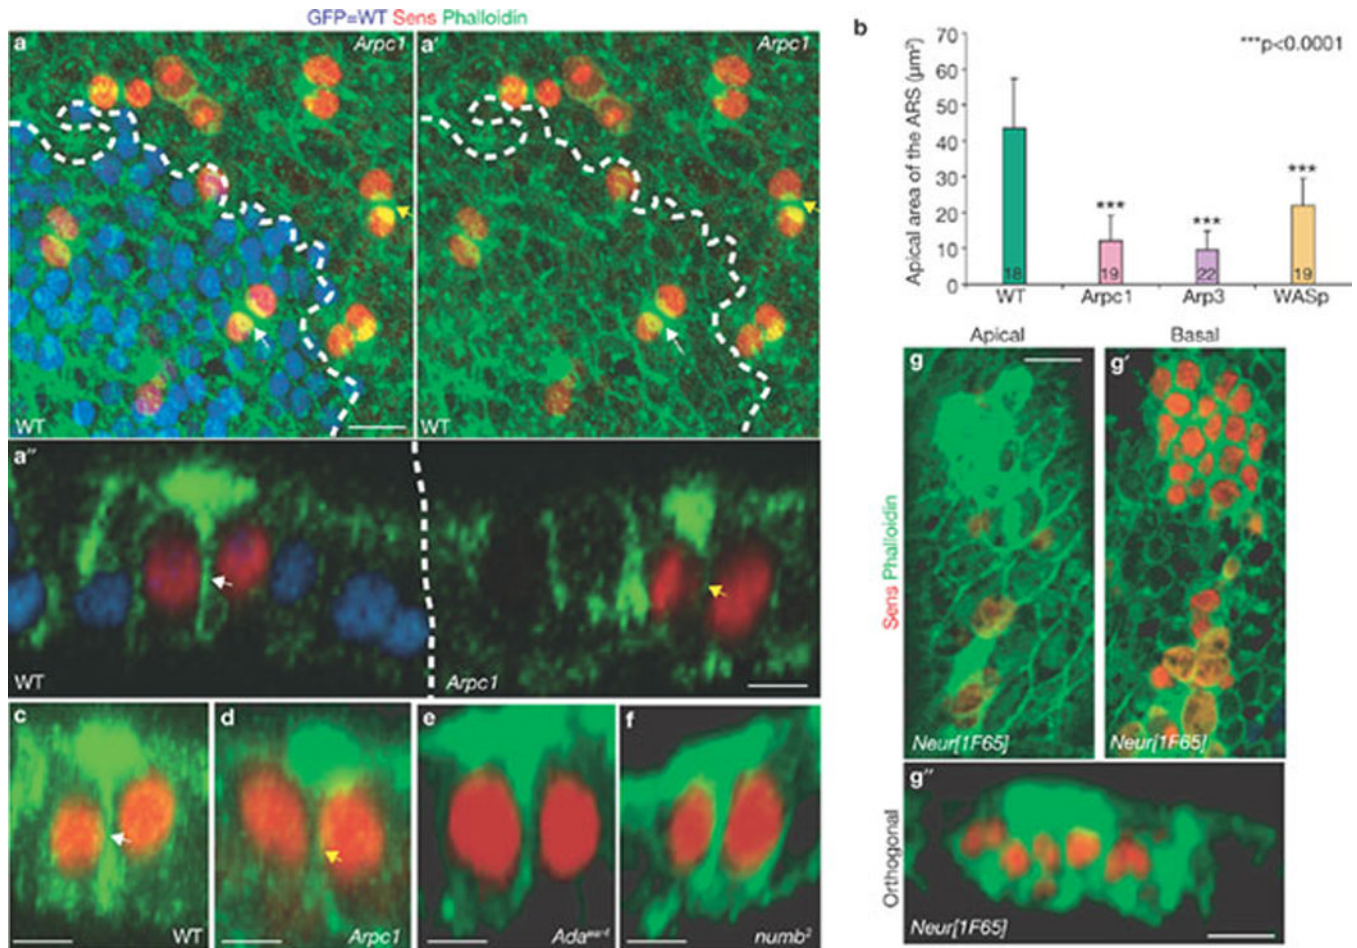 GFP=WT Sens Phalloidin
a
Arpc1
WT
a'
Arpc1
WT
a''
WT
Arpc1
c
WT
d
Arpc1
e
f
numb²
b
***p<0.0001
Apical area of the ARS (µm²)
70
60
50
40
30
20
10
0
***
***
***
18
19
22
19
WT
Arpc1
Arp3
WASp
Apical
Basal
g
g'
Sens Phalloidin
Neur[1F65]
Neur[1F65]
g''
Orthogonal
Neur[1F65]